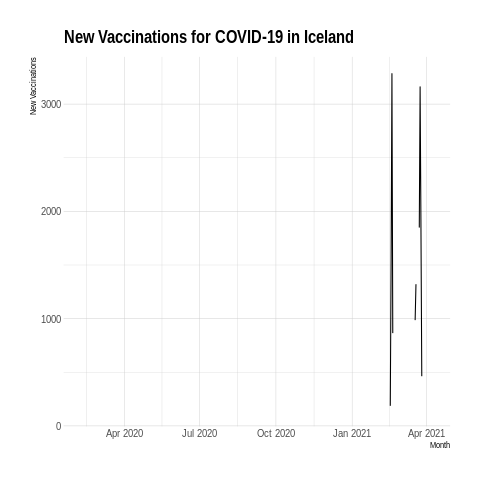 New Vaccinations for COVID-19 in Iceland
New Vaccinations
3000
2000
1000
0
Apr 2020 Jul 2020 Oct 2020 Jan 2021 Apr 2021
Month